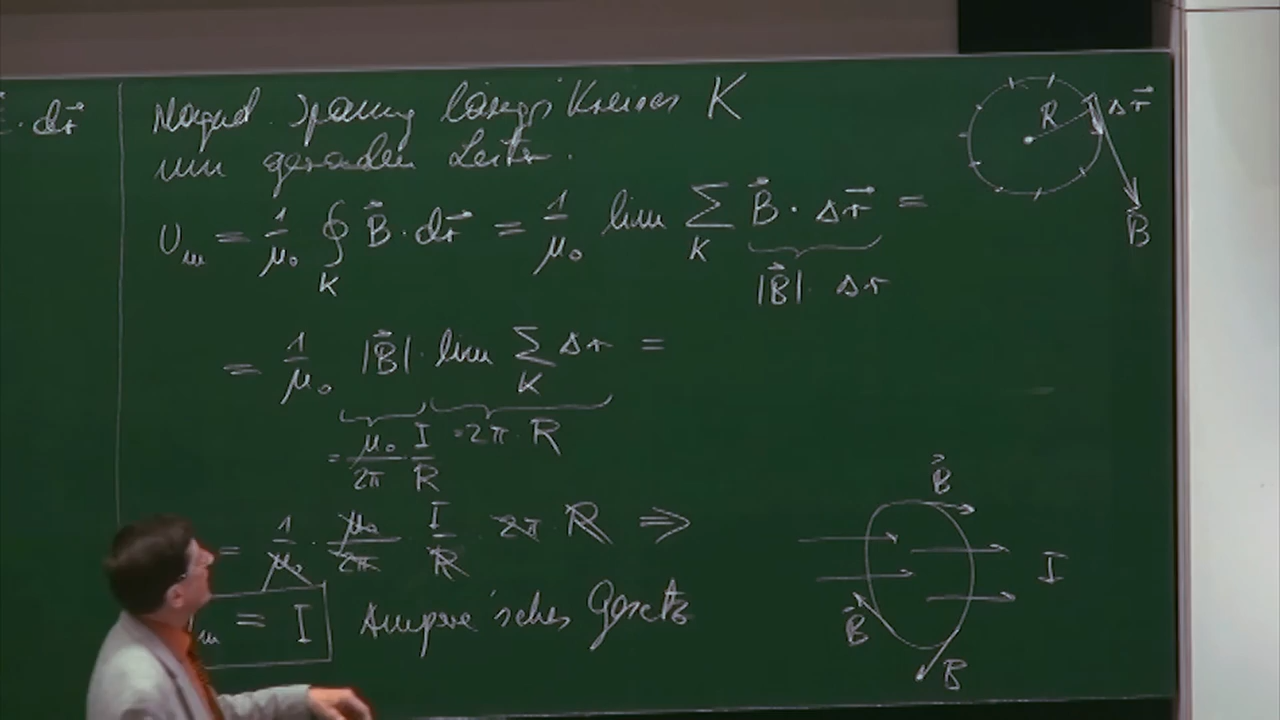 E · dr⃗
Magnet. Spannung längs Kreises K
um geraden Leiter.
U_m = 1/μ₀ ∮_K B⃗ · dr⃗ = 1/μ₀ lim Σ_K B⃗ · Δr⃗ =
|B⃗| · Δr
= 1/μ₀ |B⃗| · lim Σ_K Δr =
= μ₀/2π · I/R = 2π · R
= 1/μ₀ · μ₀/2π I/R 2π R ⇒
m = I Ampere'sches Gesetz
R Δr⃗
B⃗
B⃗
I
B⃗
B